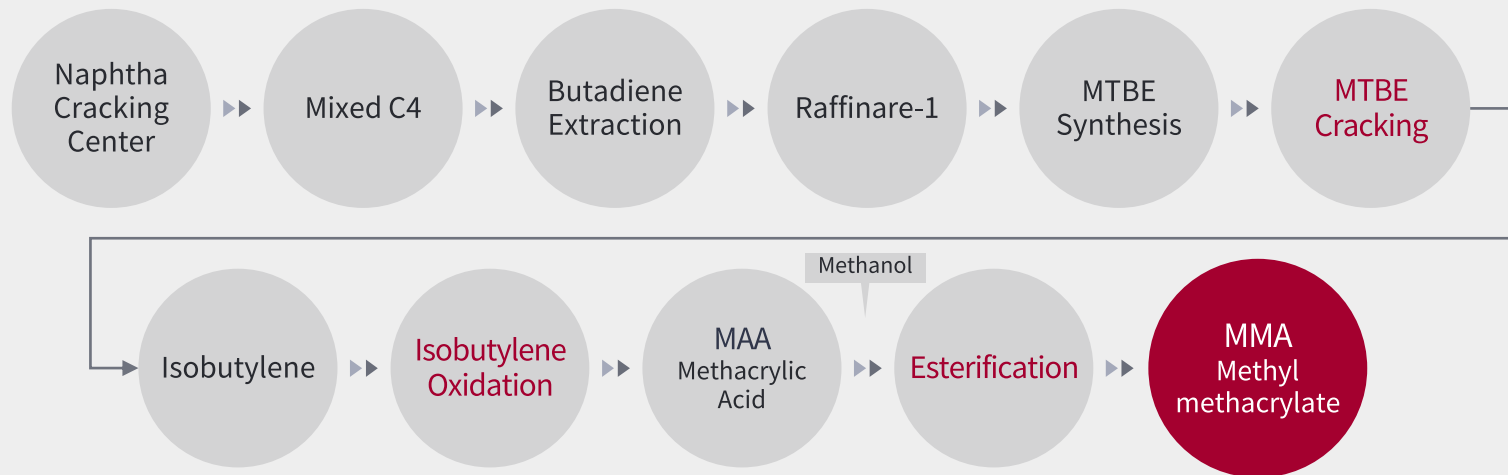 Naphtha
Cracking
Center
Mixed C4
Butadiene
Extraction
Raffinare-1
MTBE
Synthesis
MTBE
Cracking
Isobutylene
Isobutylene
Oxidation
MAA
Methacrylic
Acid
Methanol
Esterification
MMA
Methyl
methacrylate